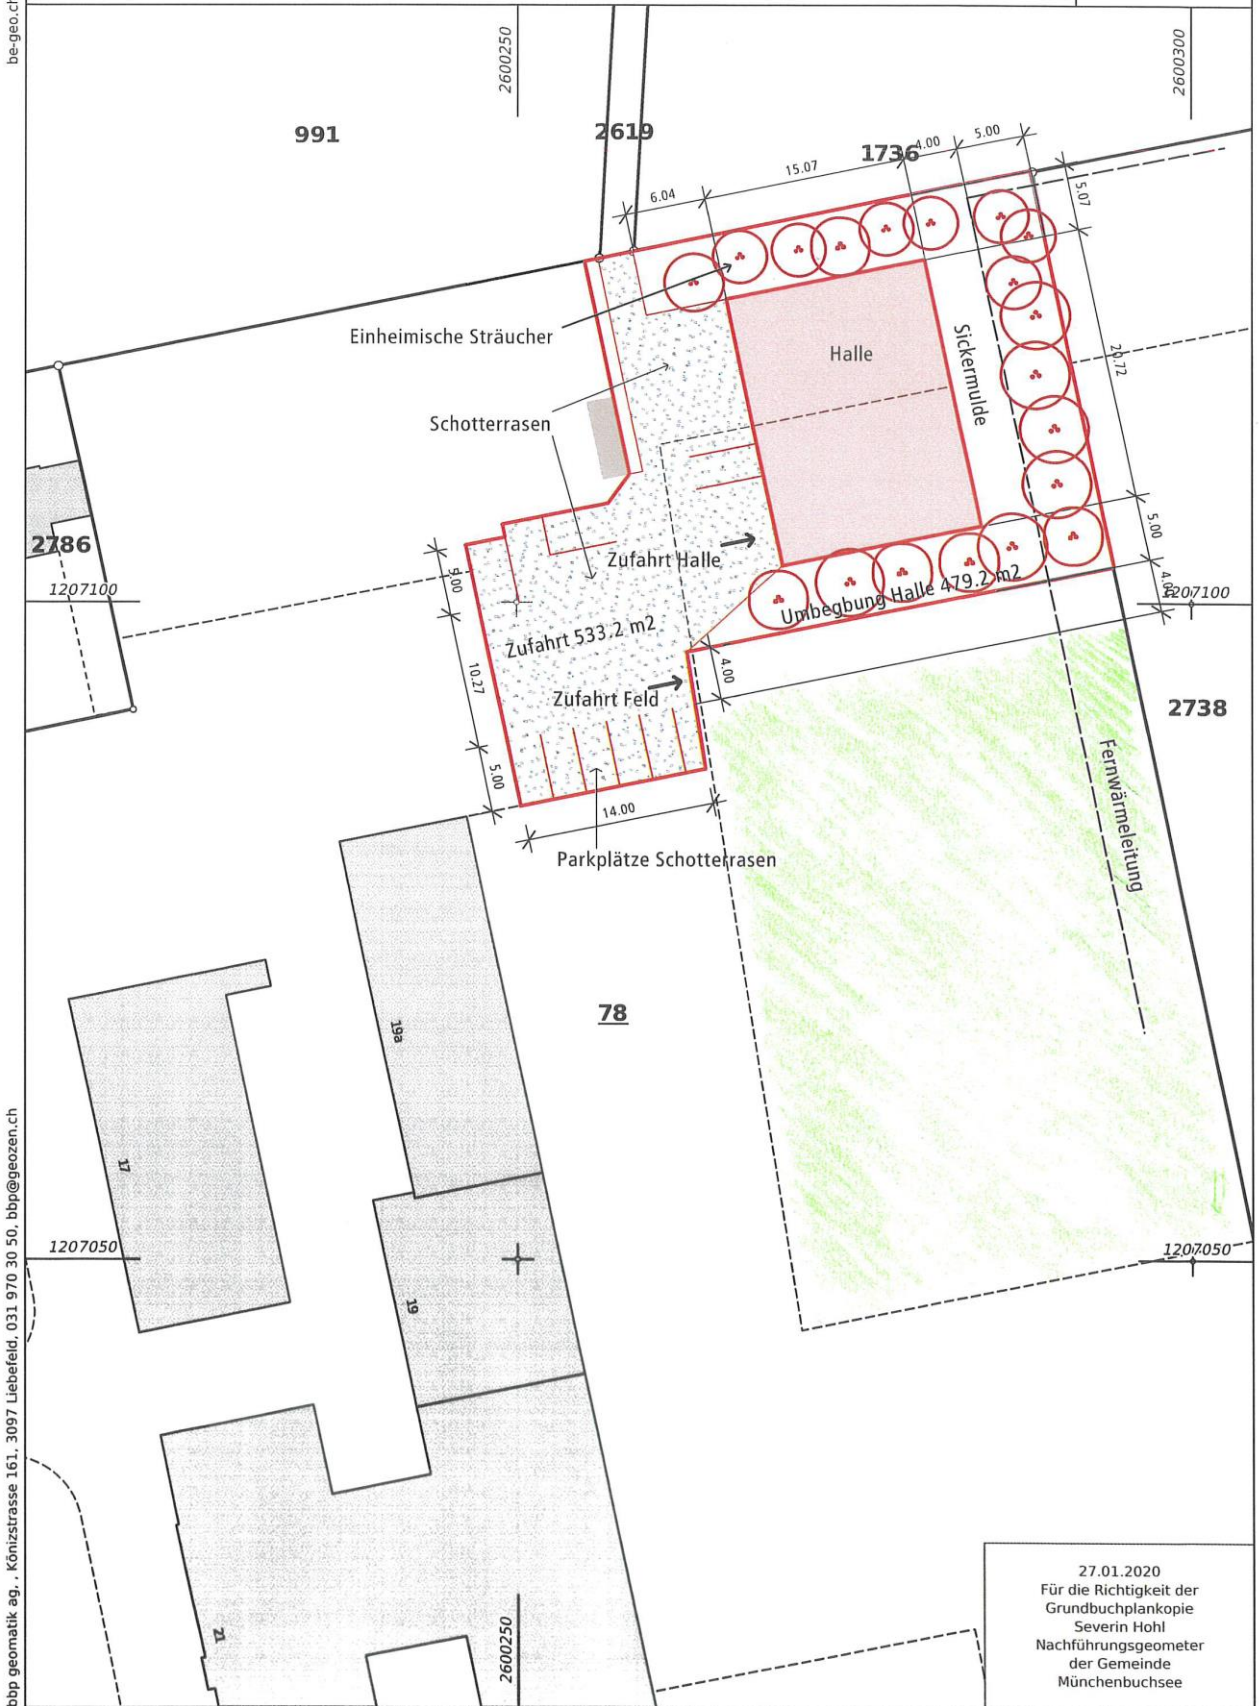 be-geo.ch
2600250
2600300
991
2619
1736
4.00
5.00
15.07
6.04
5.07
Einheimische Sträucher
Halle
Sickermulde
20.72
Schotterrasen
2786
1207100
5.00
Zufahrt Halle
5.00
1207100
Umbegbung Halle 479.2 m2
Zufahrt 533.2 m2
10.27
4.00
Zufahrt Feld
2738
5.00
14.00
Fernwärmeleitung
Parkplätze Schotterrasen
78
19a
17
1207050
1207050
19
21
2600250
bbp geomatik ag, , Könizstrasse 161, 3097 Liebefeld, 031 970 30 50, bbp@geozen.ch
27.01.2020
Für die Richtigkeit der
Grundbuchplankopie
Severin Hohl
Nachführungsgeometer
der Gemeinde
Münchenbuchsee